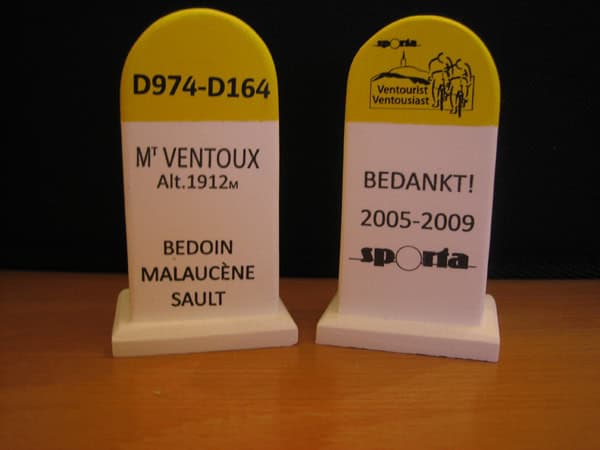 D974-D164
Mᵀ VENTOUX
Alt.1912M
BEDOIN
MALAUCÈNE
SAULT
sporta
Ventourist
Ventousiast
BEDANKT!
2005-2009
sporta